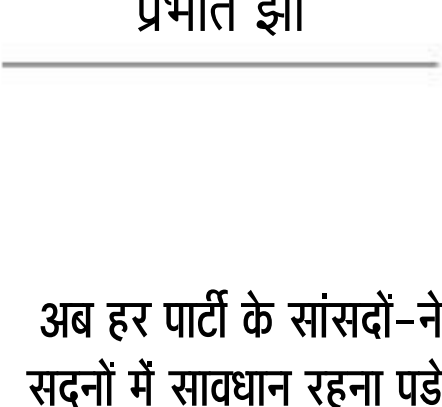 प्रभात झा
अब हर पार्टी के सांसदों-ने
सदनों में सावधान रहना पडे